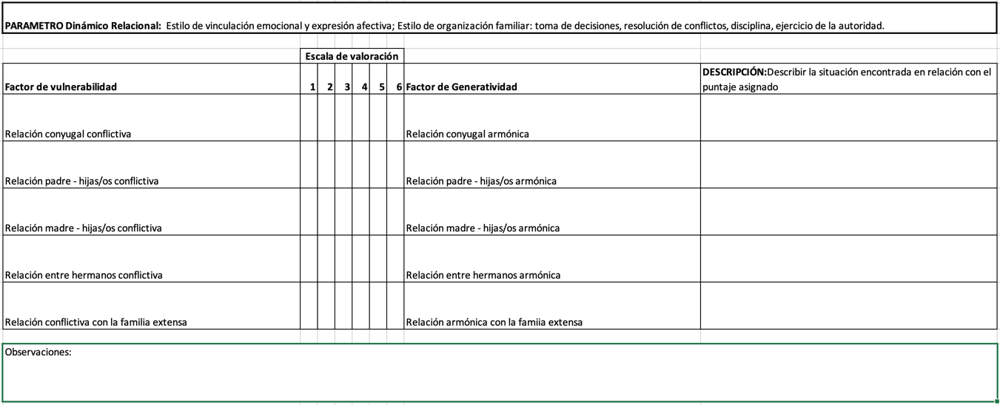 PARAMETRO Dinámico Relacional: Estilo de vinculación emocional y expresión afectiva; Estilo de organización familiar: toma de decisiones, resolución de conflictos, disciplina, ejercicio de la autoridad.
Escala de valoración
Factor de vulnerabilidad 1 2 3 4 5 6 Factor de Generatividad
DESCRIPCIÓN:Describir la situación encontrada en relación con el
puntaje asignado
Relación conyugal conflictiva Relación conyugal armónica
Relación padre - hijas/os conflictiva Relación padre - hijas/os armónica
Relación madre - hijas/os conflictiva Relación madre - hijas/os armónica
Relación entre hermanos conflictiva Relación entre hermanos armónica
Relación conflictiva con la familia extensa Relación armónica con la famiia extensa
Observaciones: